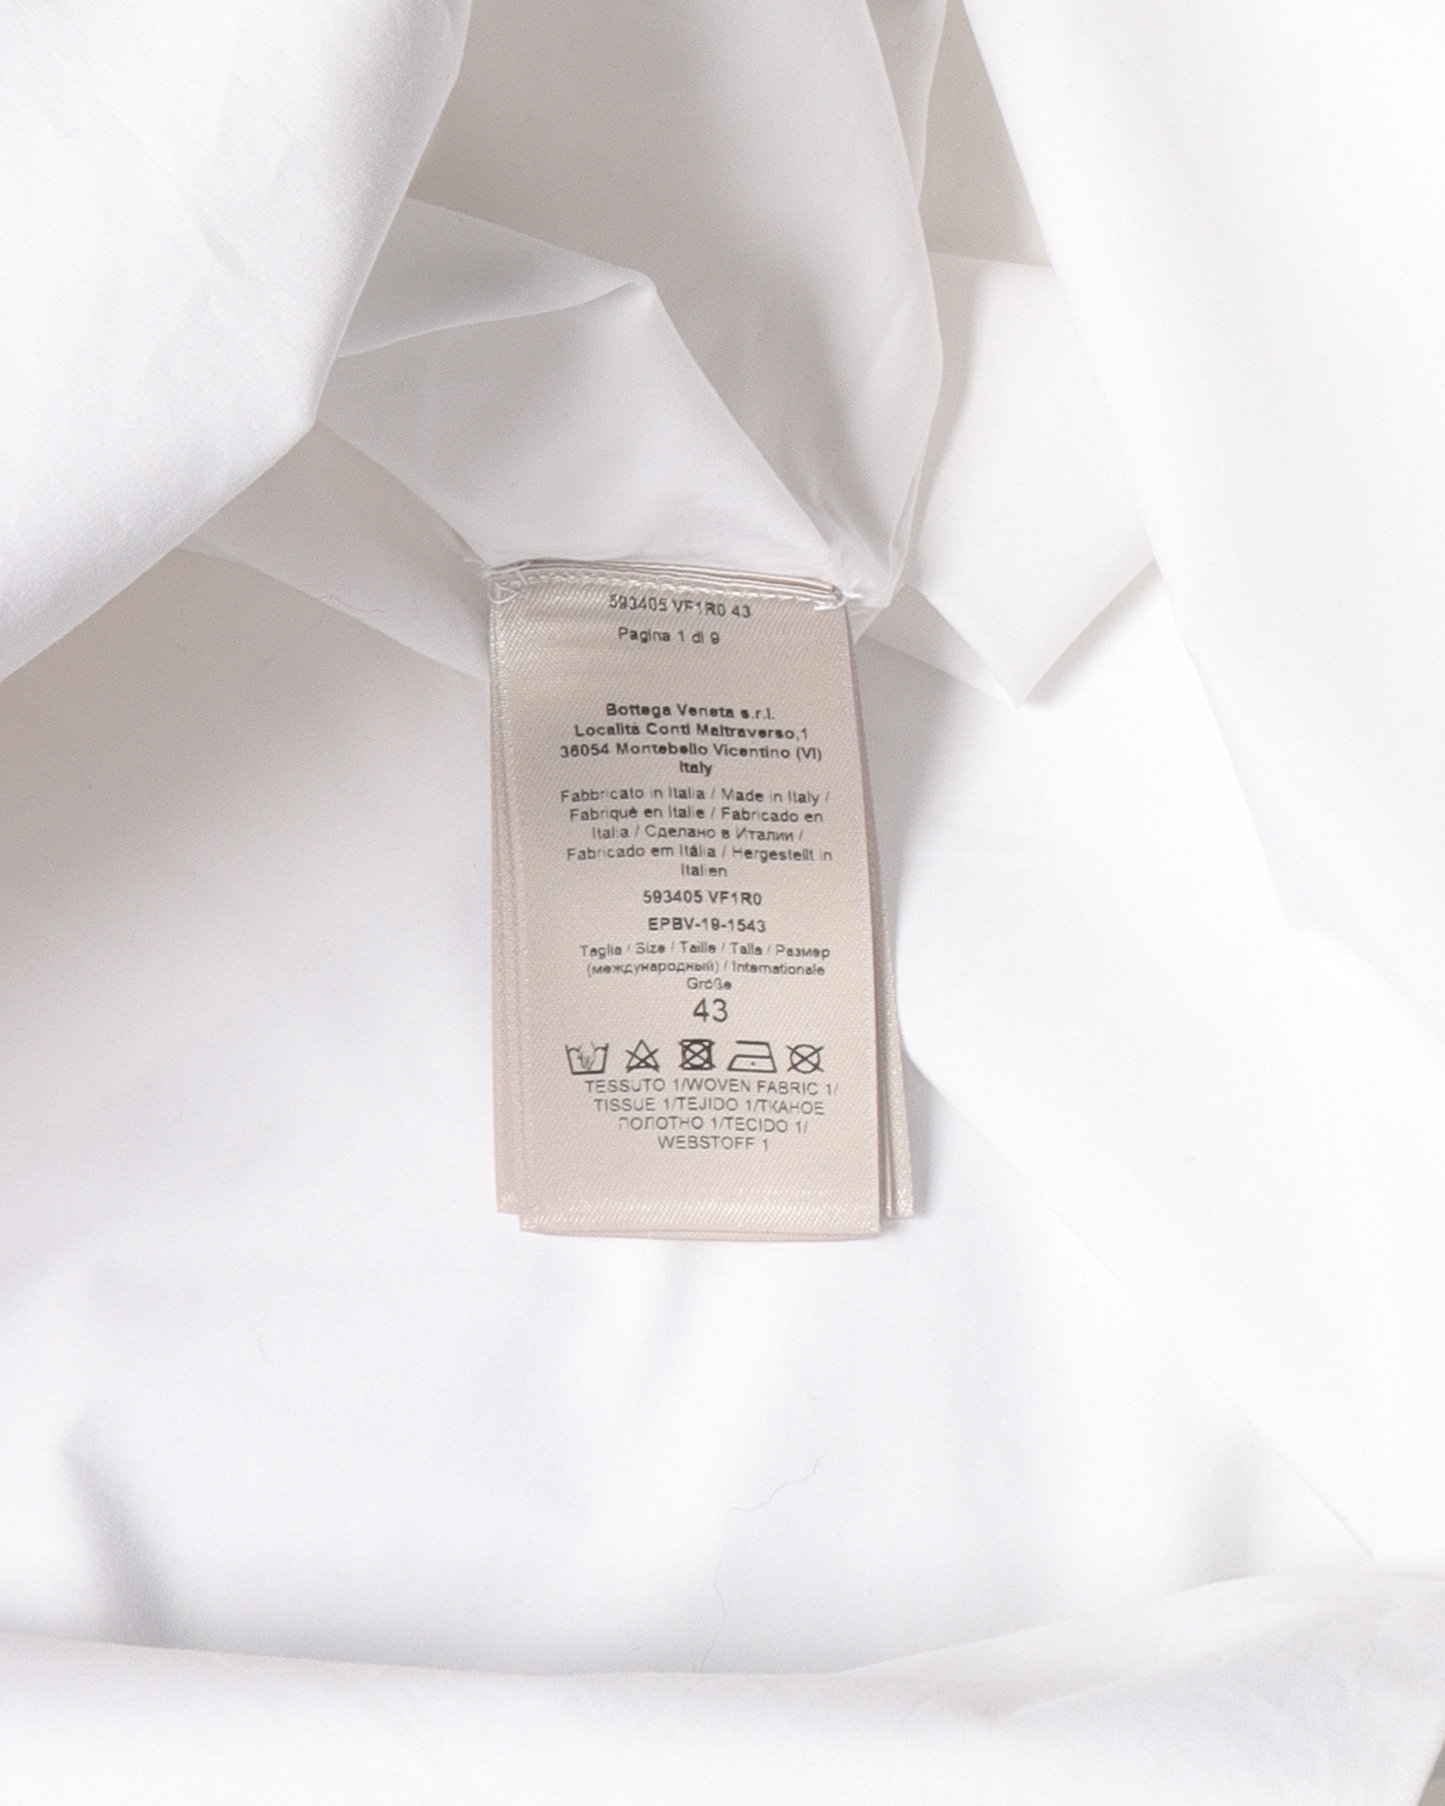 593405 VF1R0 43
Pagina 1 di 9
Bottega Veneta s.r.l.
Località Conti Maltraverso,1
36054 Montebello Vicentino (VI)
Italy
Fabbricato in Italia / Made in Italy /
Fabriqué en Italie / Fabricado en
Italia / Сделано в Италии /
Fabricado em Itália / Hergestellt in
Italien
593405 VF1R0
EPBV-19-1543
Taglia / Size / Taille / Talla / Размер
(международный) / Internationale
Größe
43
TESSUTO 1/WOVEN FABRIC 1/
TISSUE 1/TEJIDO 1/ТКАНОЕ
ПОЛОТНО 1/TECIDO 1/
WEBSTOFF 1